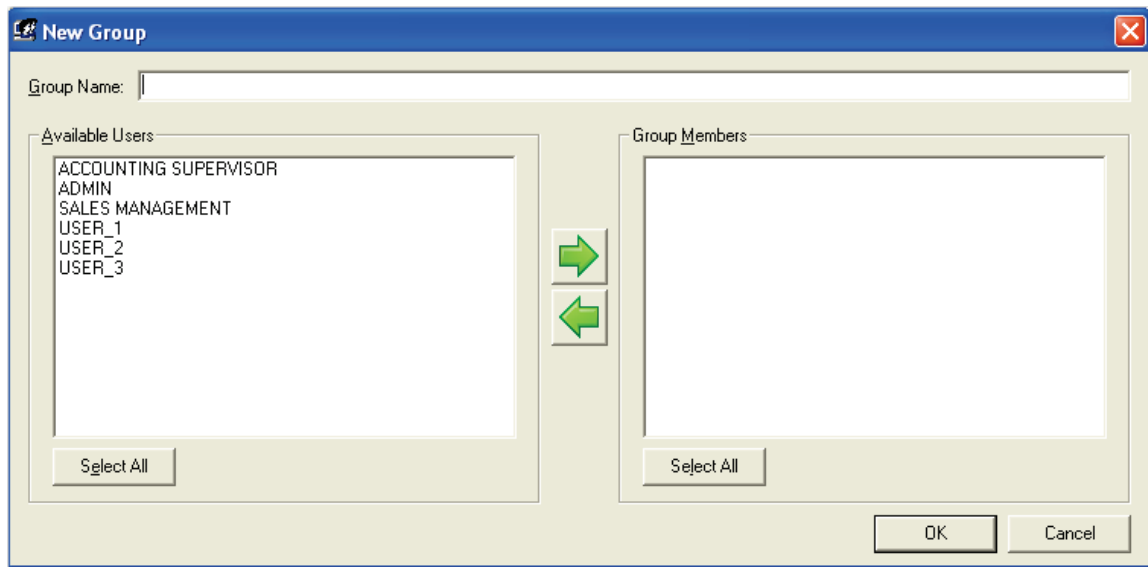 New Group
Group Name:
Available Users
ACCOUNTING SUPERVISOR
ADMIN
SALES MANAGEMENT
USER_1
USER_2
USER_3
Select All
Group Members
Select All
OK
Cancel